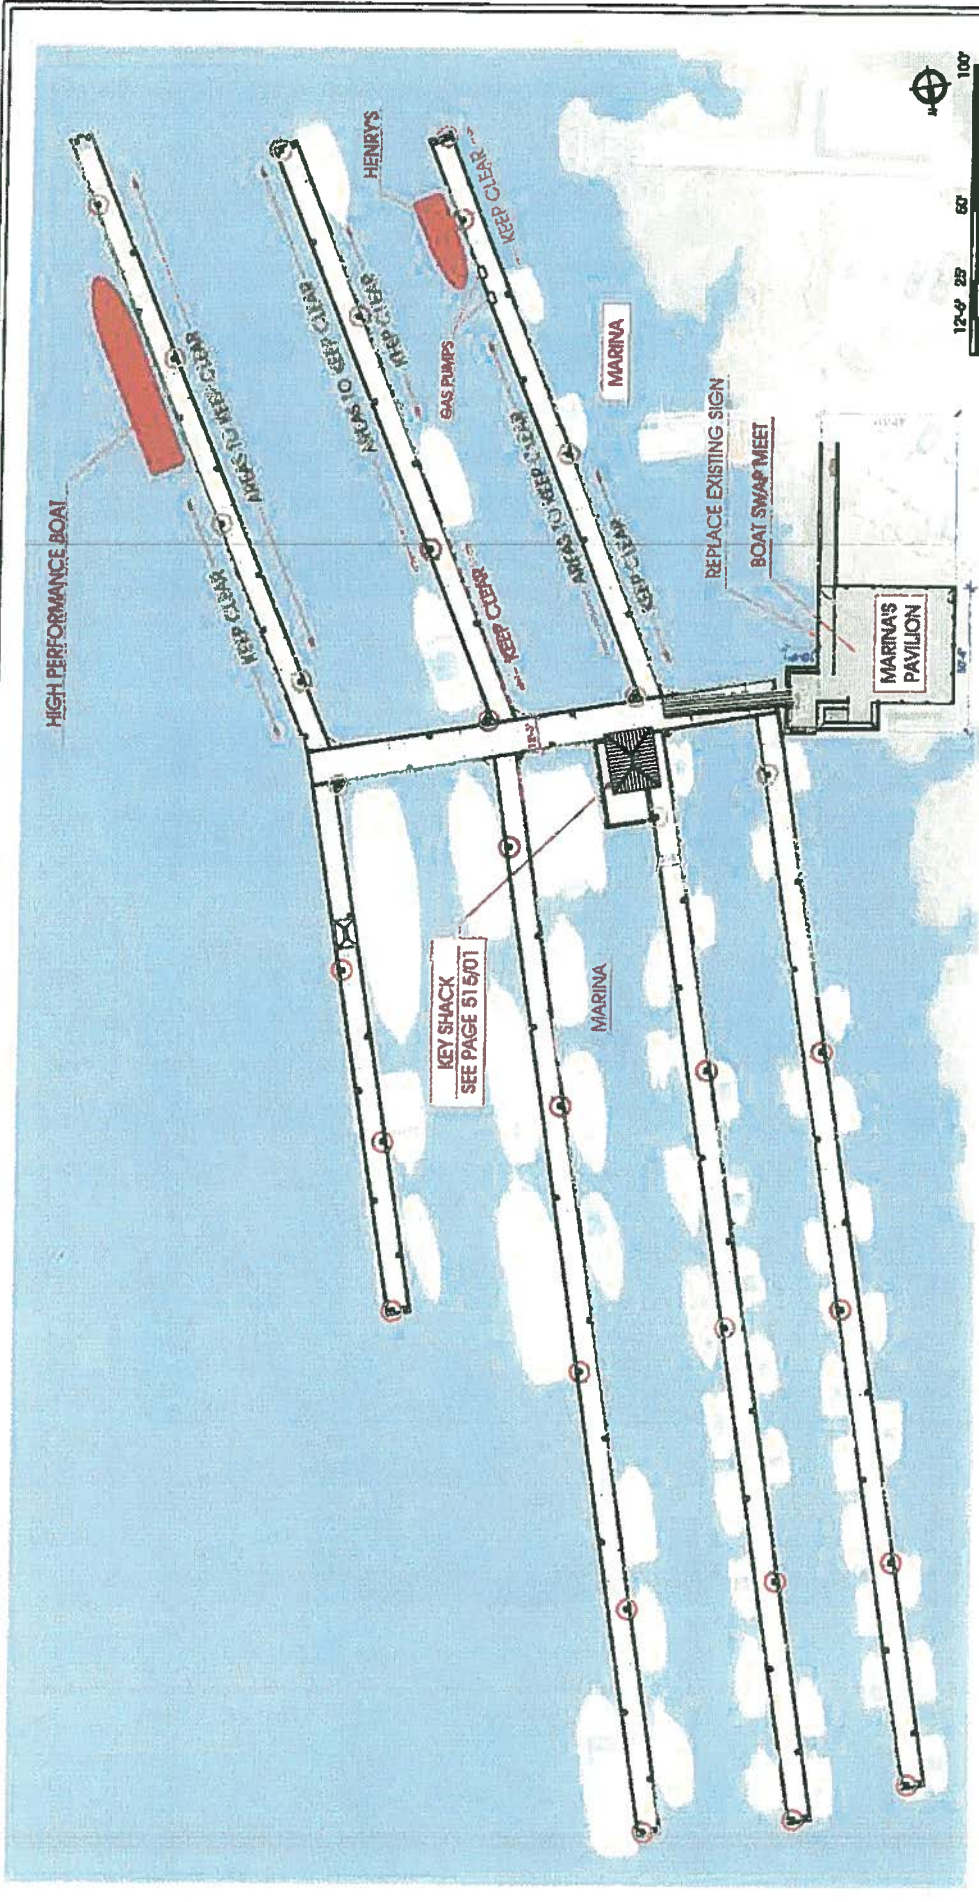 HIGH PERFORMANCE BOAT
KEEP CLEAR
AREAS TO KEEP CLEAR
AREAS TO KEEP CLEAR
KEEP CLEAR
KEEP CLEAR
HENRY'S
GAS PUMPS
KEEP CLEAR
AREAS TO KEEP CLEAR
KEEP CLEAR
MARINA
REPLACE EXISTING SIGN
BOAT SWAP MEET
MARINA'S
PAVILION
KEY SHACK
SEE PAGE 515/01
MARINA
12'-6" 25' 50' 100'